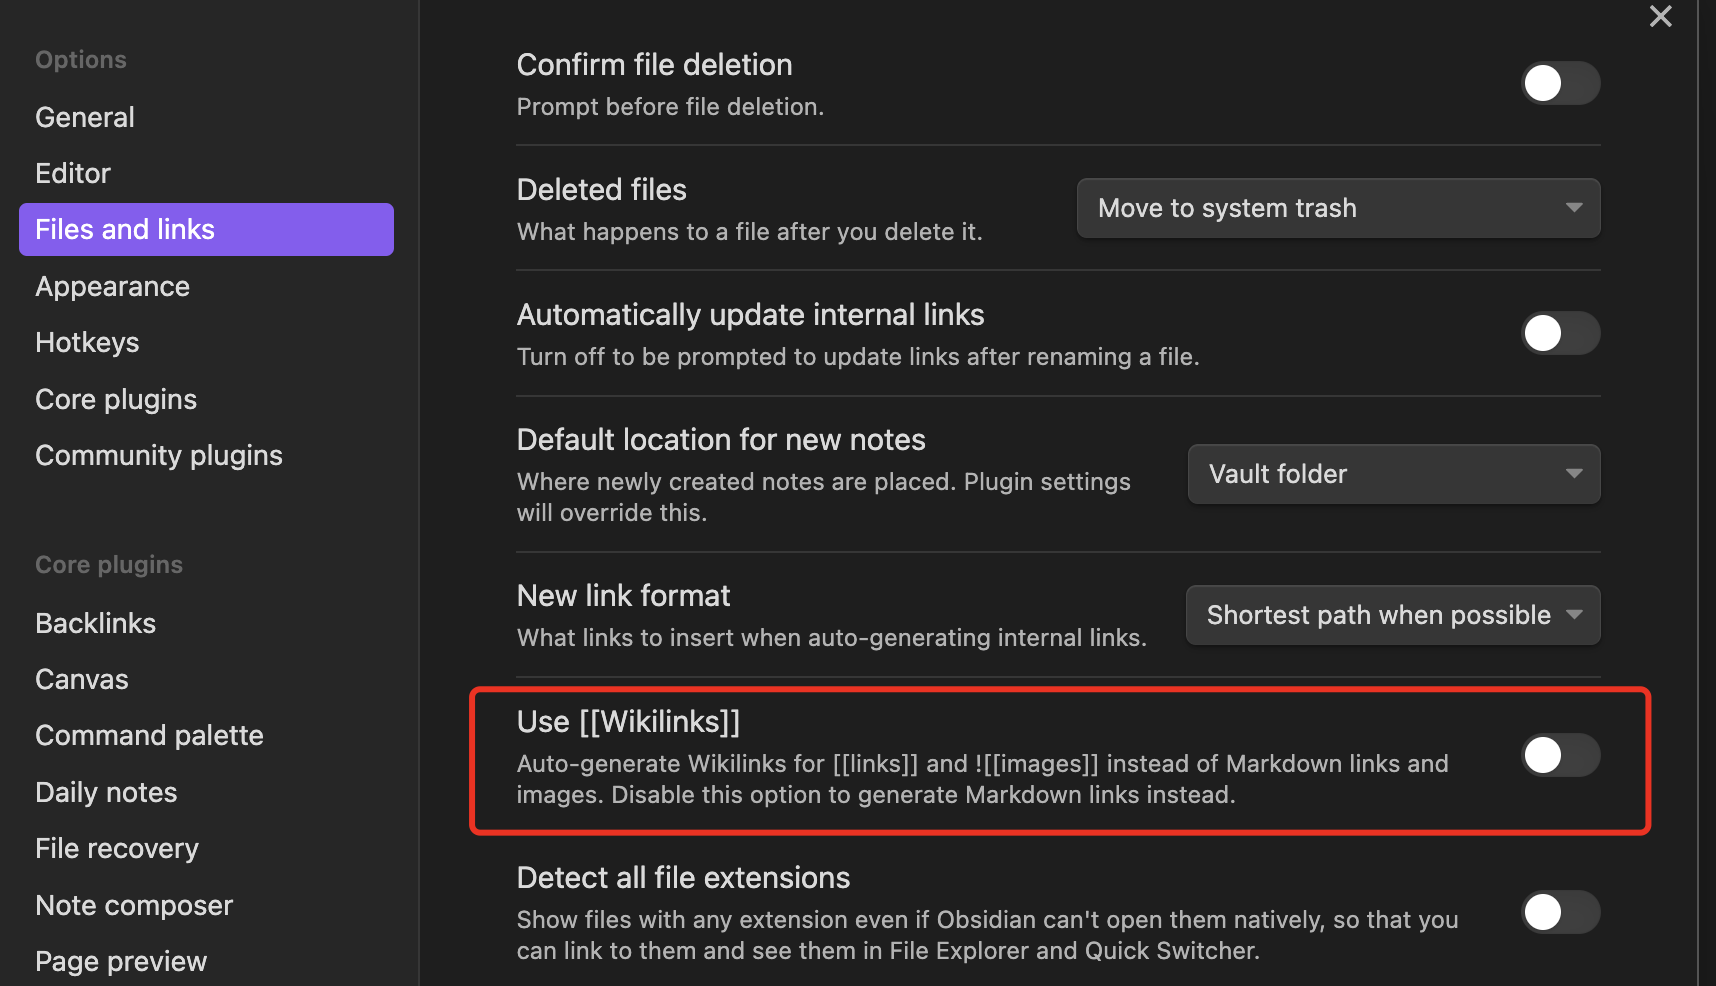 Options
General
Editor
Files and links
Appearance
Hotkeys
Core plugins
Community plugins
Core plugins
Backlinks
Canvas
Command palette
Daily notes
File recovery
Note composer
Page preview
Confirm file deletion
Prompt before file deletion.
Deleted files
What happens to a file after you delete it.
Move to system trash
Automatically update internal links
Turn off to be prompted to update links after renaming a file.
Default location for new notes
Where newly created notes are placed. Plugin settings
will override this.
Vault folder
New link format
What links to insert when auto-generating internal links.
Shortest path when possible
Use [[Wikilinks]]
Auto-generate Wikilinks for [[links]] and ![[images]] instead of Markdown links and
images. Disable this option to generate Markdown links instead.
Detect all file extensions
Show files with any extension even if Obsidian can't open them natively, so that you
can link to them and see them in File Explorer and Quick Switcher.